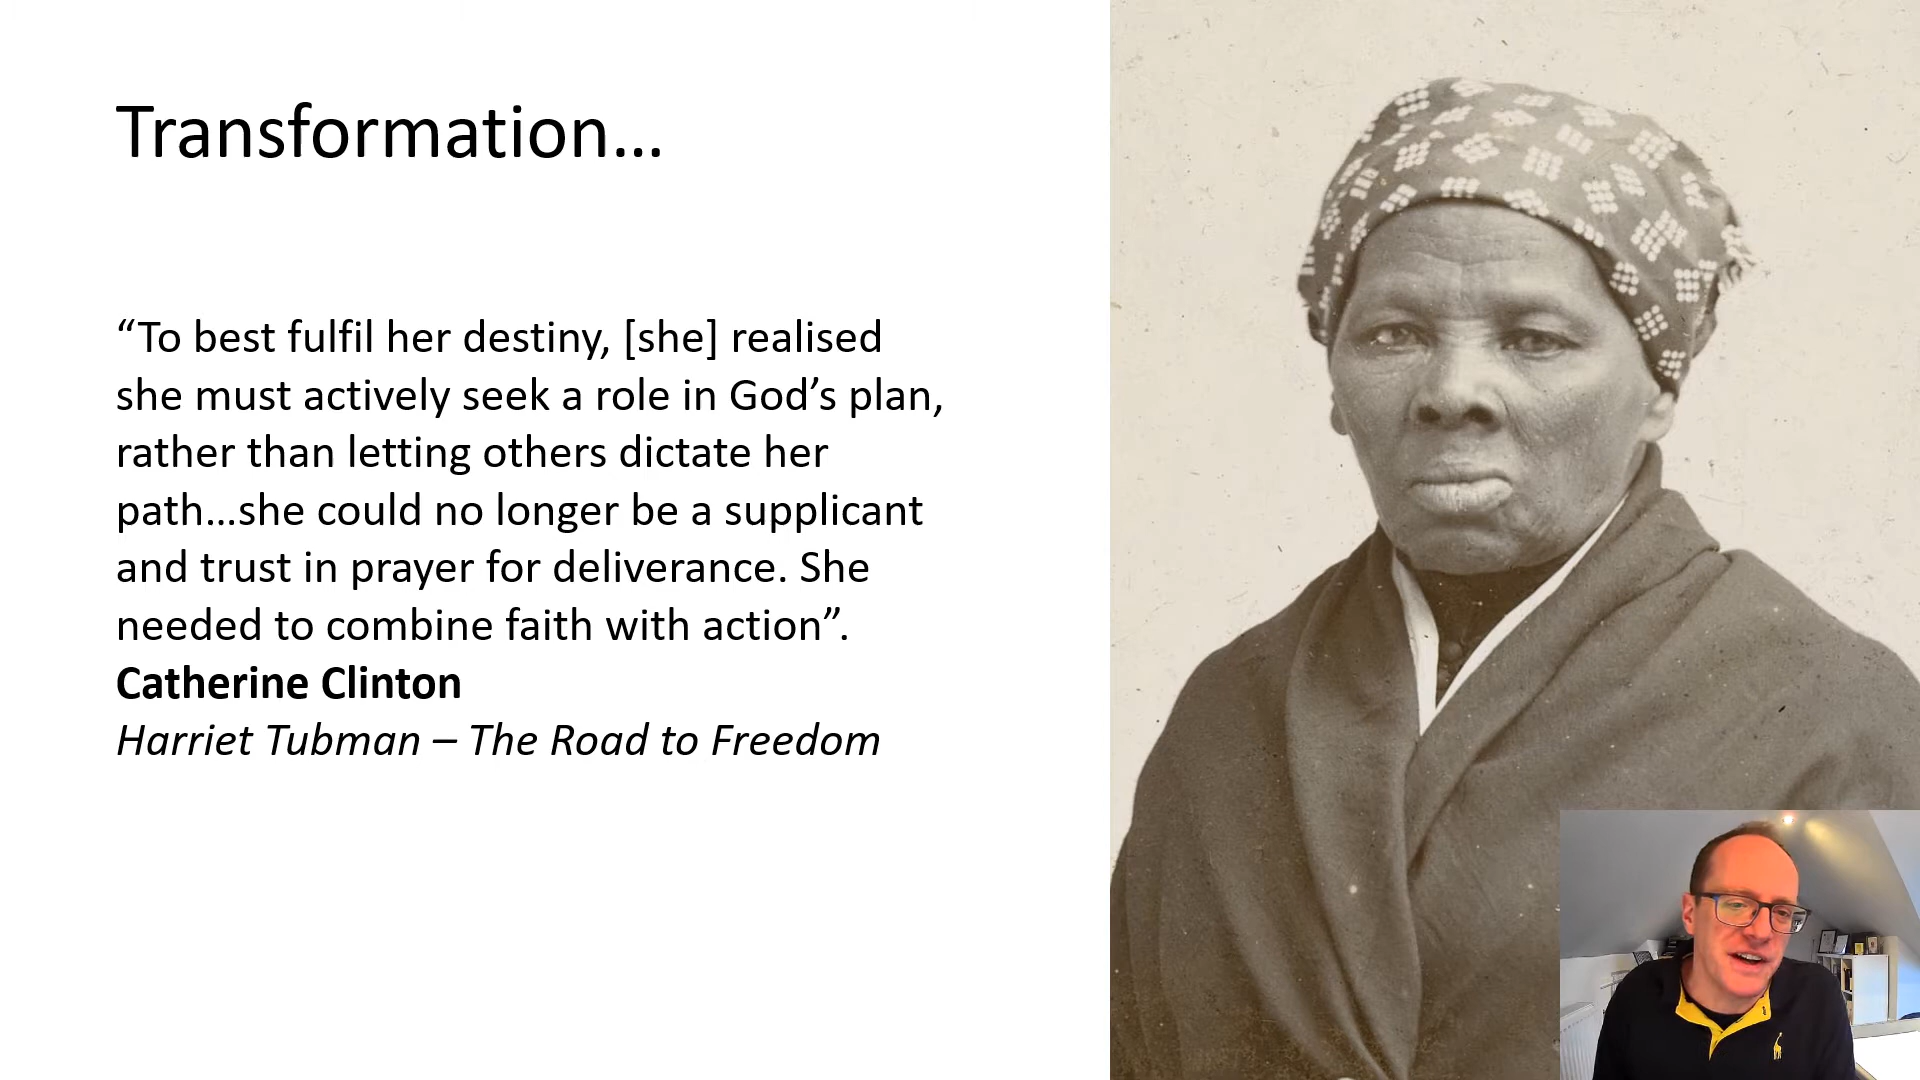 Transformation…
“To best fulfil her destiny, [she] realised
she must actively seek a role in God’s plan,
rather than letting others dictate her
path…she could no longer be a supplicant
and trust in prayer for deliverance. She
needed to combine faith with action”.
Catherine Clinton
Harriet Tubman – The Road to Freedom